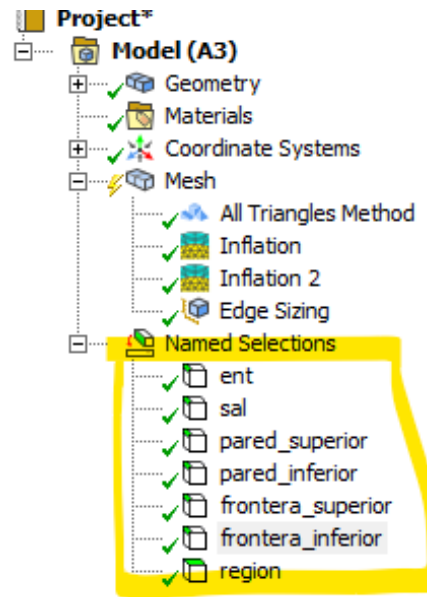 Project*
Model (A3)
Geometry
Materials
Coordinate Systems
Mesh
All Triangles Method
Inflation
Inflation 2
Edge Sizing
Named Selections
ent
sal
pared_superior
pared_inferior
frontera_superior
frontera_inferior
region